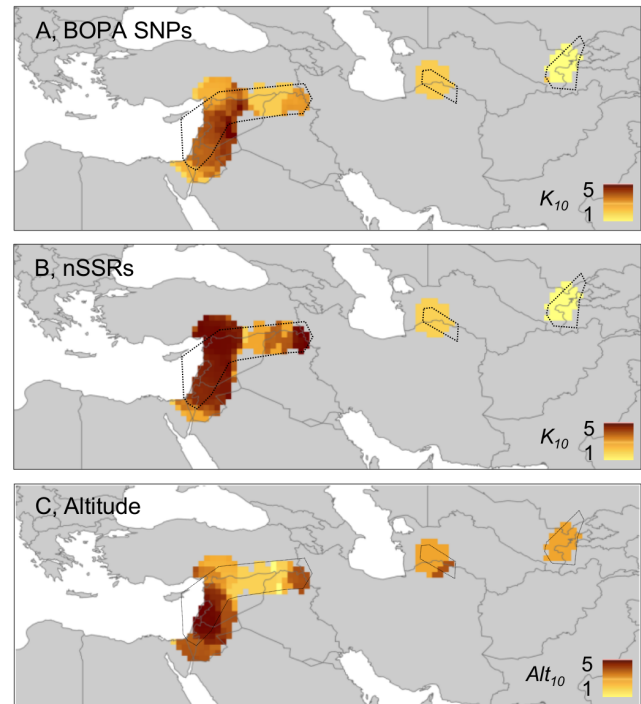 A, BOPA SNPs
5
K10
1
B, nSSRs
5
K10
1
C, Altitude
5
Alt10
1